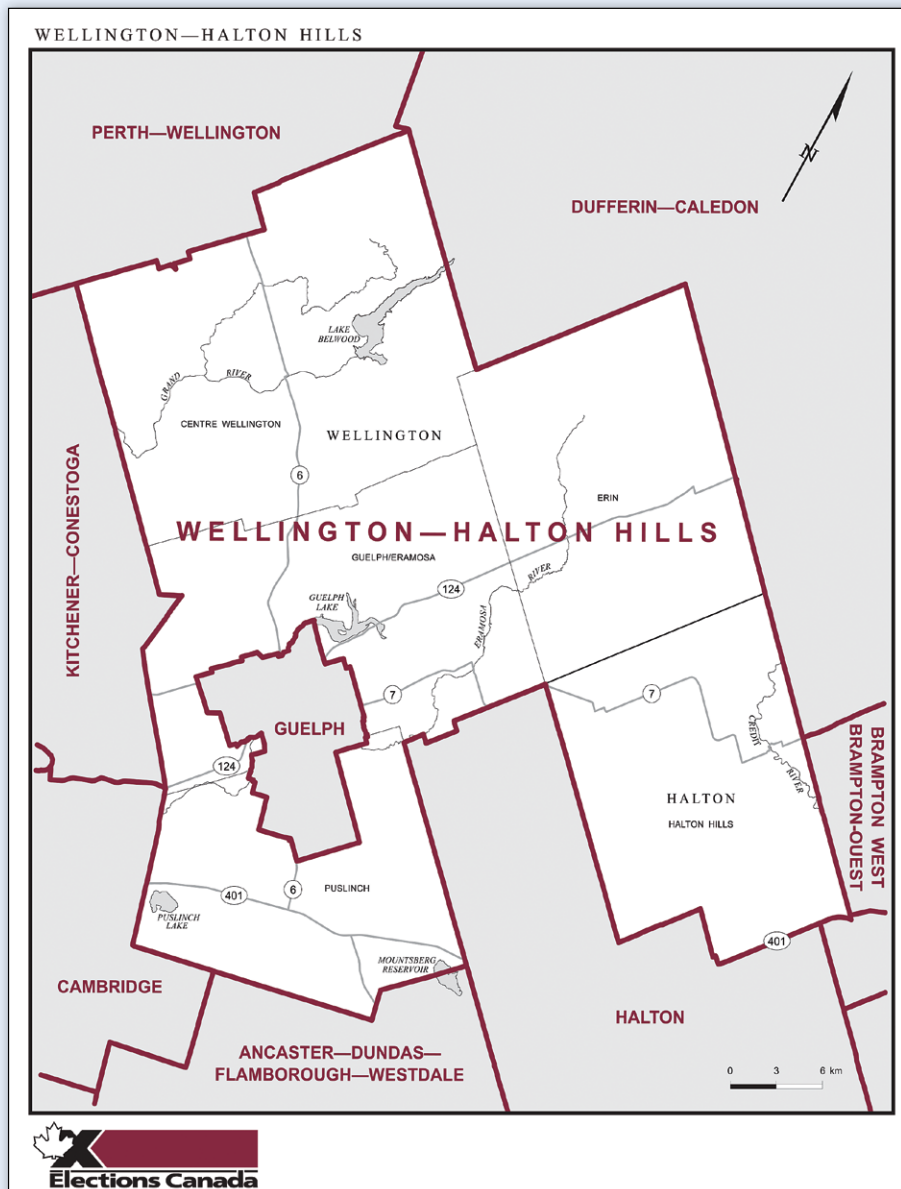 WELLINGTON—HALTON HILLS
PERTH—WELLINGTON
N
DUFFERIN—CALEDON
LAKE
BELWOOD
GRAND
RIVER
CENTRE WELLINGTON
WELLINGTON
KITCHENER—CONESTOGA
6
ERIN
WELLINGTON—HALTON HILLS
GUELPH/ERAMOSA
GUELPH
LAKE
124
ERAMOSA
RIVER
7
7
GUELPH
CREDIT
RIVER
124
HALTON
HALTON HILLS
BRAMPTON WEST
BRAMPTON-OUEST
PUSLINCH
6
401
PUSLINCH
LAKE
401
MOUNTSBERG
RESERVOIR
CAMBRIDGE
HALTON
ANCASTER—DUNDAS—
FLAMBOROUGH—WESTDALE
0 3 6 km
Elections Canada